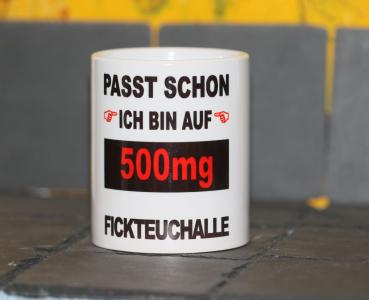 PASST SCHON
ICH BIN AUF
500mg
FICKTEUCHALLE